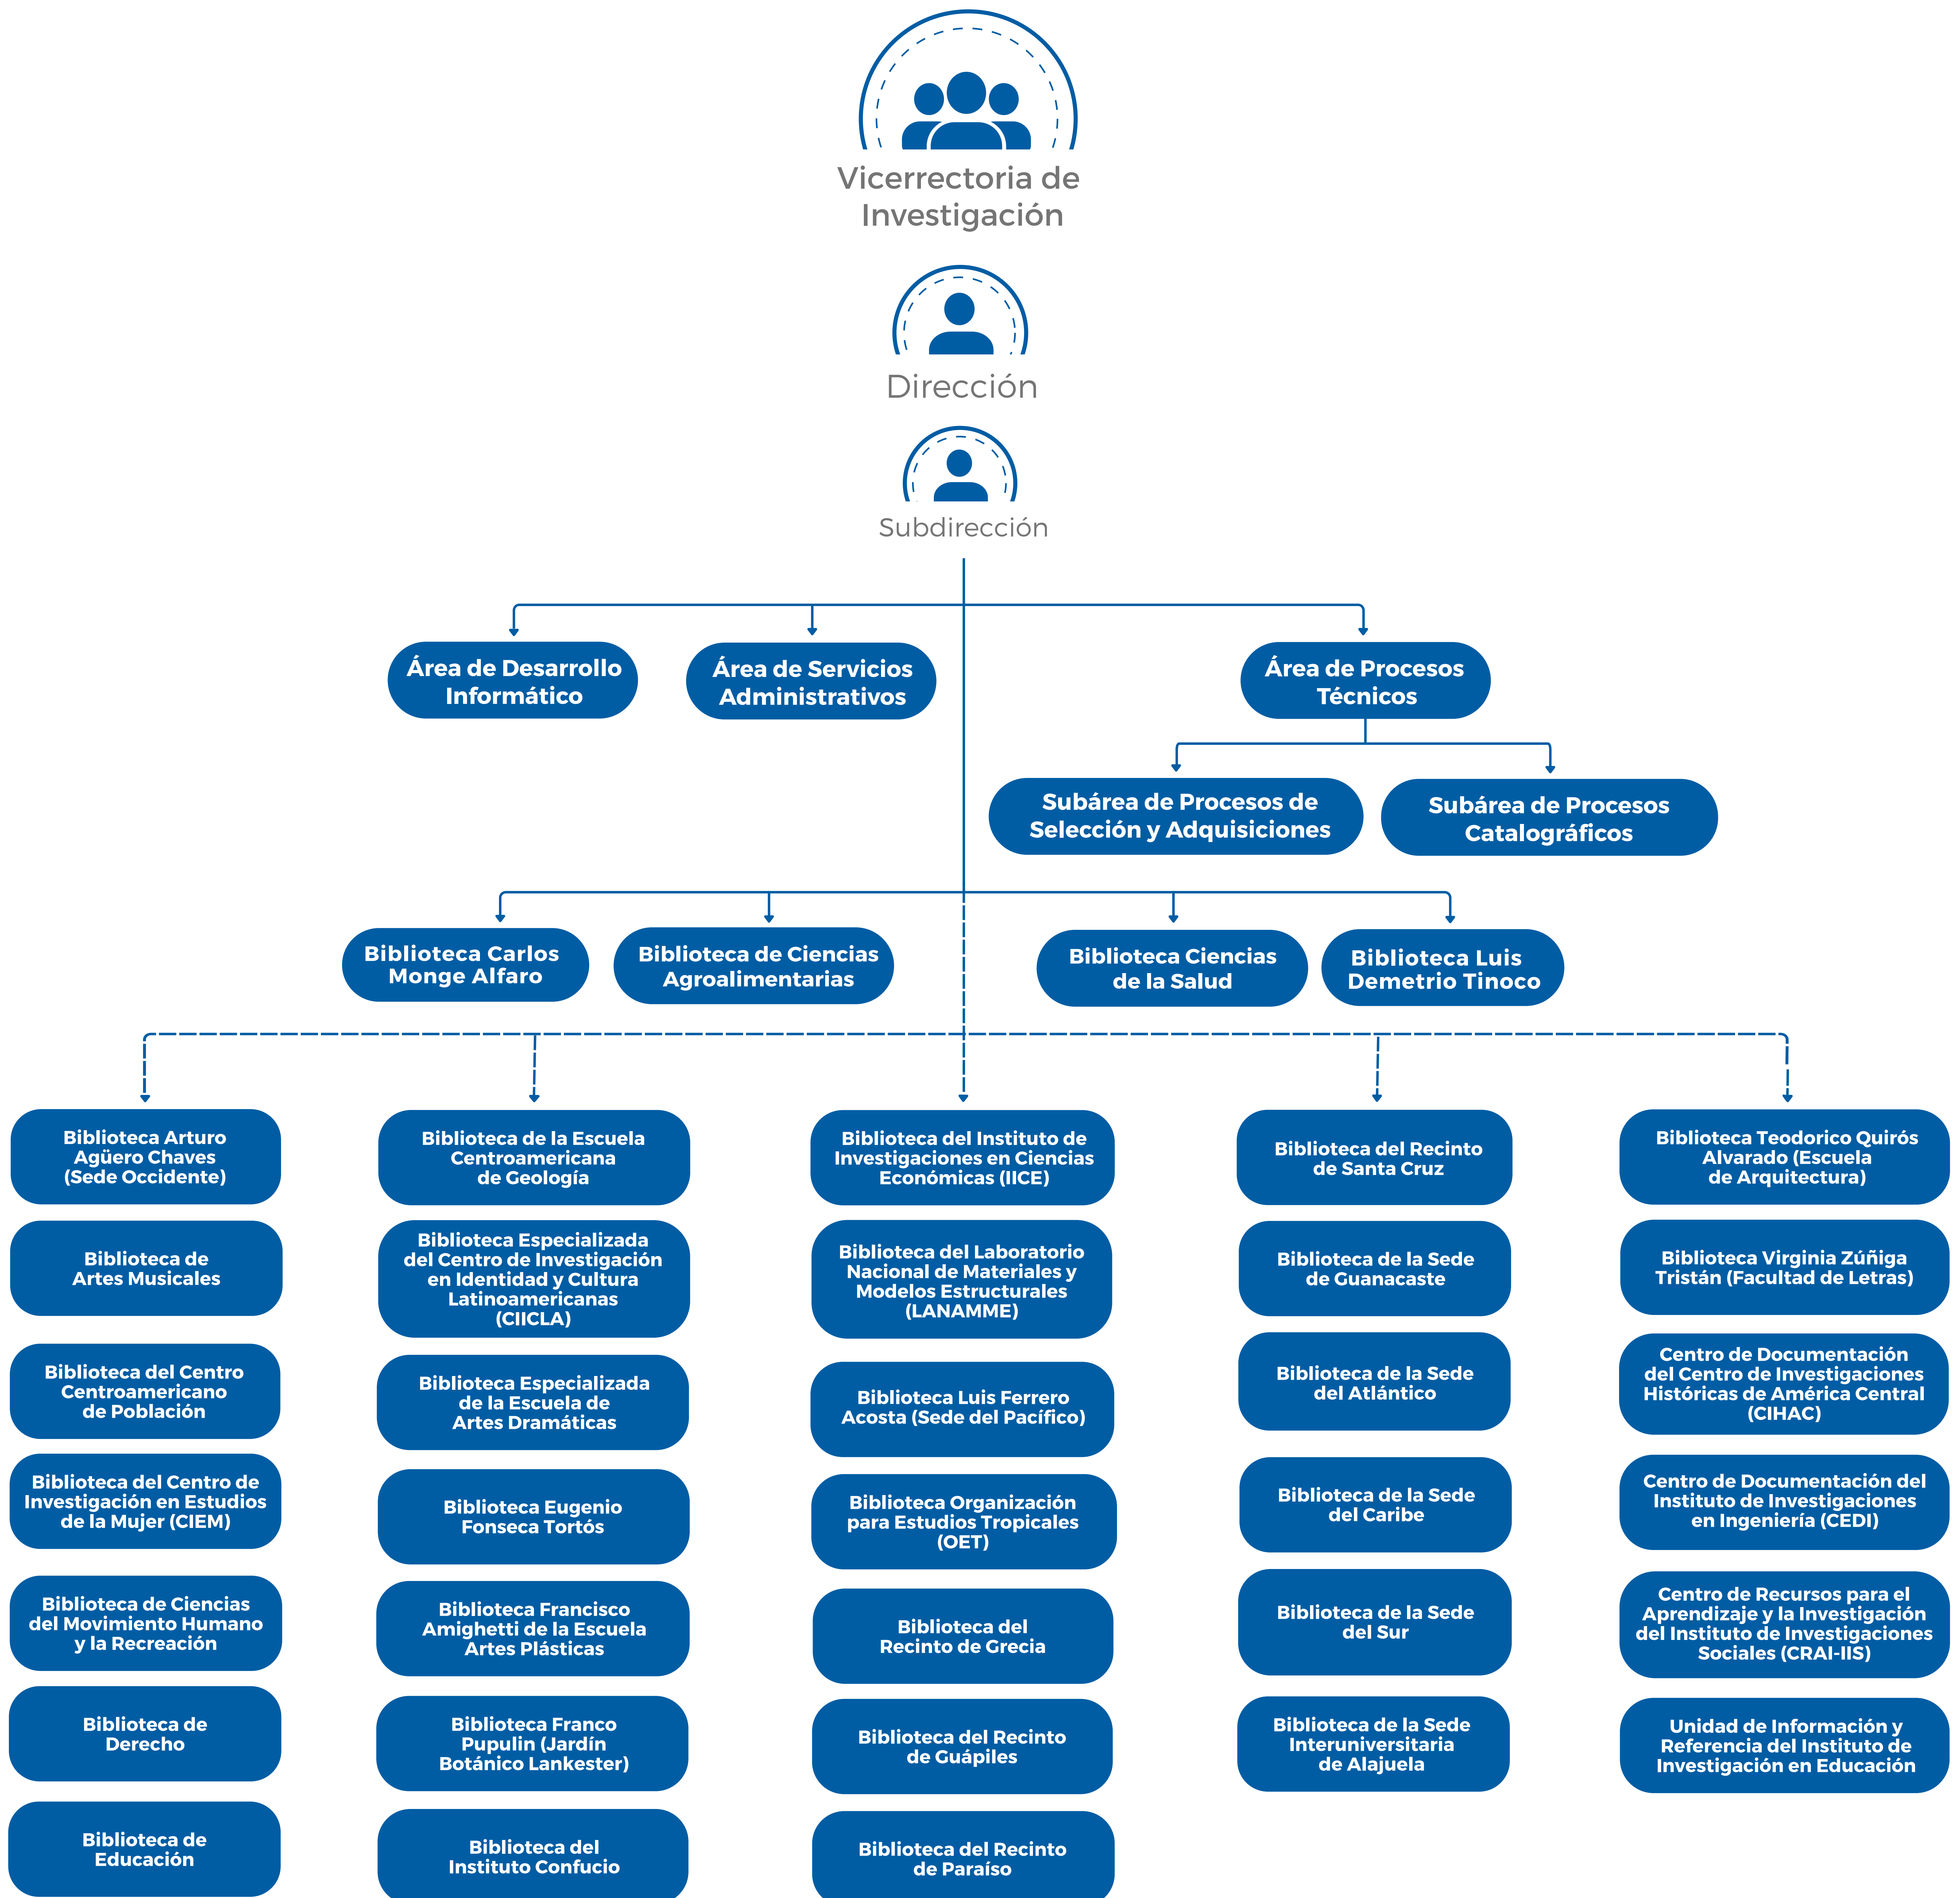 Vicerrectoria de
Investigación
Dirección
Subdirección
Área de Desarrollo
Informático
Área de Servicios
Administrativos
Área de Procesos
Técnicos
Subárea de Procesos de
Selección y Adquisiciones
Subárea de Procesos
Catalográficos
Biblioteca Carlos
Monge Alfaro
Biblioteca de Ciencias
Agroalimentarias
Biblioteca Ciencias
de la Salud
Biblioteca Luis
Demetrio Tinoco
Biblioteca Arturo
Agüero Chaves
(Sede Occidente)
Biblioteca de
Artes Musicales
Biblioteca del Centro
Centroamericano
de Población
Biblioteca del Centro de
Investigación en Estudios
de la Mujer (CIEM)
Biblioteca de Ciencias
del Movimiento Humano
y la Recreación
Biblioteca de
Derecho
Biblioteca de
Educación
Biblioteca de la Escuela
Centroamericana
de Geología
Biblioteca Especializada
del Centro de Investigación
en Identidad y Cultura
Latinoamericanas
(CIICLA)
Biblioteca Especializada
de la Escuela de
Artes Dramáticas
Biblioteca Eugenio
Fonseca Tortós
Biblioteca Francisco
Amighetti de la Escuela
Artes Plásticas
Biblioteca Franco
Pupulin (Jardín
Botánico Lankester)
Biblioteca del
Instituto Confucio
Biblioteca del Instituto de
Investigaciones en Ciencias
Económicas (IICE)
Biblioteca del Laboratorio
Nacional de Materiales y
Modelos Estructurales
(LANAMME)
Biblioteca Luis Ferrero
Acosta (Sede del Pacífico)
Biblioteca Organización
para Estudios Tropicales
(OET)
Biblioteca del
Recinto de Grecia
Biblioteca del Recinto
de Guápiles
Biblioteca del Recinto
de Paraíso
Biblioteca del Recinto
de Santa Cruz
Biblioteca de la Sede
de Guanacaste
Biblioteca de la Sede
del Atlántico
Biblioteca de la Sede
del Caribe
Biblioteca de la Sede
del Sur
Biblioteca de la Sede
Interuniversitaria
de Alajuela
Biblioteca Teodorico Quirós
Alvarado (Escuela
de Arquitectura)
Biblioteca Virginia Zúñiga
Tristán (Facultad de Letras)
Centro de Documentación
del Centro de Investigaciones
Históricas de América Central
(CIHAC)
Centro de Documentación del
Instituto de Investigaciones
en Ingeniería (CEDI)
Centro de Recursos para el
Aprendizaje y la Investigación
del Instituto de Investigaciones
Sociales (CRAI-IIS)
Unidad de Información y
Referencia del Instituto de
Investigación en Educación